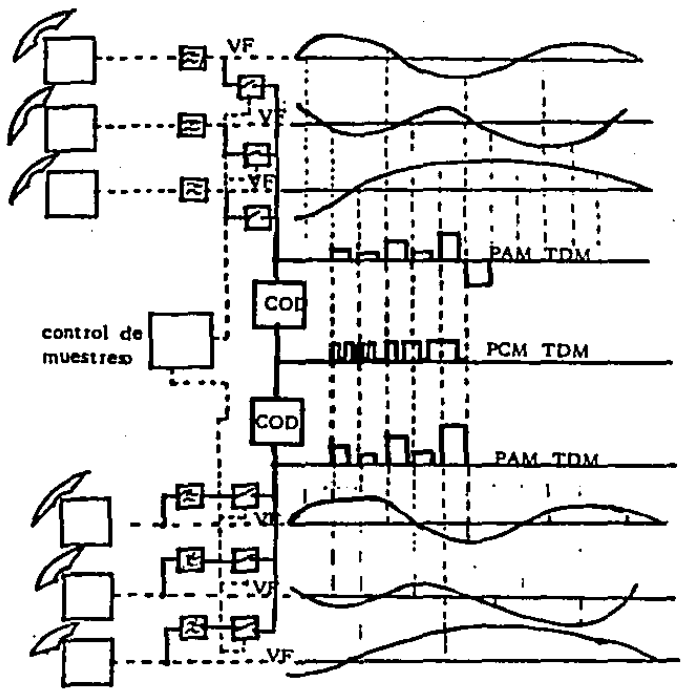 VF
VF
VF
PAM TDM
COD
control de
muestreo
PCM TDM
COD
PAM TDM
VF
VF
VF